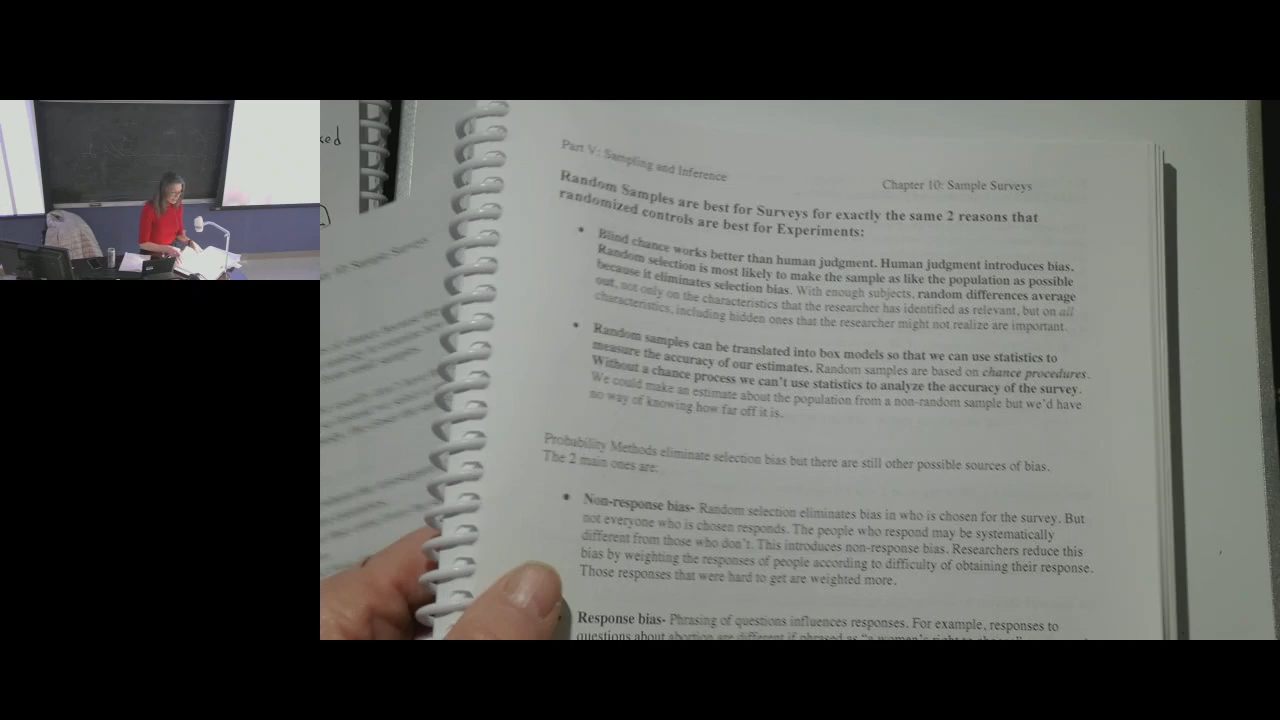 Part V: Sampling and Inference
Chapter 10: Sample Surveys
Random Samples are best for Surveys for exactly the same 2 reasons that
randomized controls are best for Experiments:
• Blind chance works better than human judgment. Human judgment introduces bias.
Random selection is most likely to make the sample as like the population as possible
because it eliminates selection bias. With enough subjects, random differences average
out, not only on the characteristics that the researcher has identified as relevant, but on all
characteristics, including hidden ones that the researcher might not realize are important.
• Random samples can be translated into box models so that we can use statistics to
measure the accuracy of our estimates. Random samples are based on chance procedures.
Without a chance process we can't use statistics to analyze the accuracy of the survey.
We could make an estimate about the population from a non-random sample but we'd have
no way of knowing how far off it is.
Probability Methods eliminate selection bias but there are still other possible sources of bias.
The 2 main ones are:
• Non-response bias- Random selection eliminates bias in who is chosen for the survey. But
not everyone who is chosen responds. The people who respond may be systematically
different from those who don't. This introduces non-response bias. Researchers reduce this
bias by weighting the responses of people according to difficulty of obtaining their response.
Those responses that were hard to get are weighted more.
Response bias- Phrasing of questions influences responses. For example, responses to
questions about abortion are different if phrased as "a women's right to